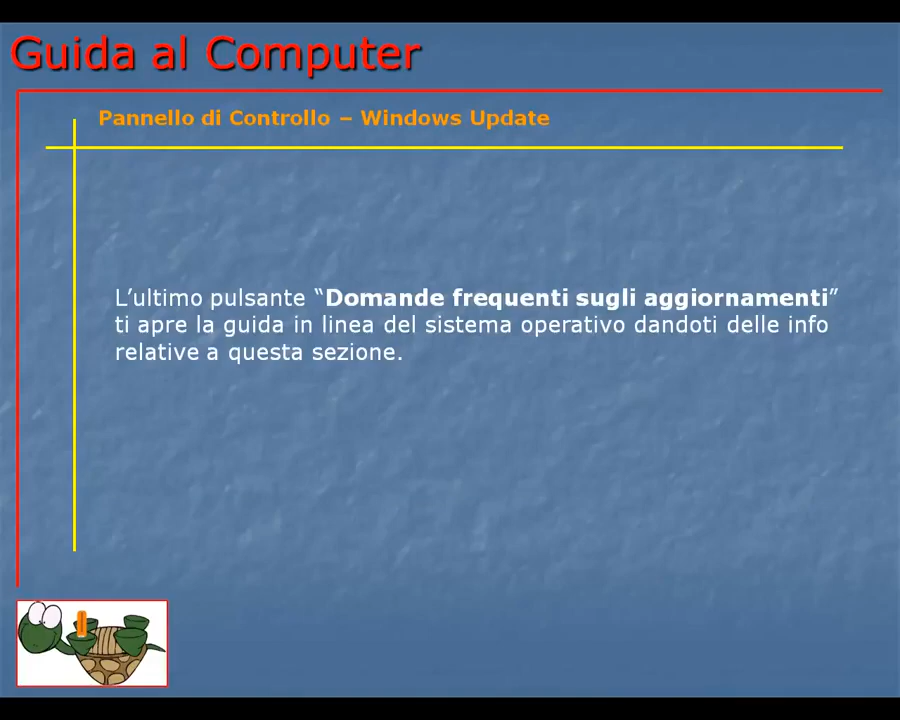 Guida al Computer
Pannello di Controllo – Windows Update
L’ultimo pulsante “Domande frequenti sugli aggiornamenti”
ti apre la guida in linea del sistema operativo dandoti delle info
relative a questa sezione.